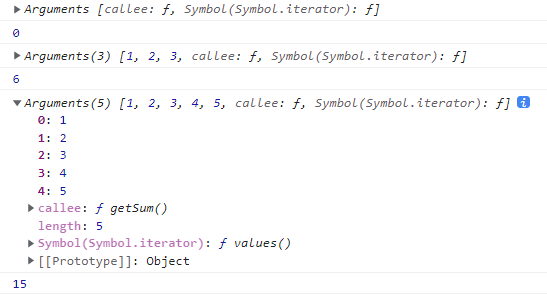 Arguments [callee: ƒ, Symbol(Symbol.iterator): ƒ]
0
Arguments(3) [1, 2, 3, callee: ƒ, Symbol(Symbol.iterator): ƒ]
6
Arguments(5) [1, 2, 3, 4, 5, callee: ƒ, Symbol(Symbol.iterator): ƒ] i
0: 1
1: 2
2: 3
3: 4
4: 5
callee: ƒ getSum()
length: 5
Symbol(Symbol.iterator): ƒ values()
[[Prototype]]: Object
15